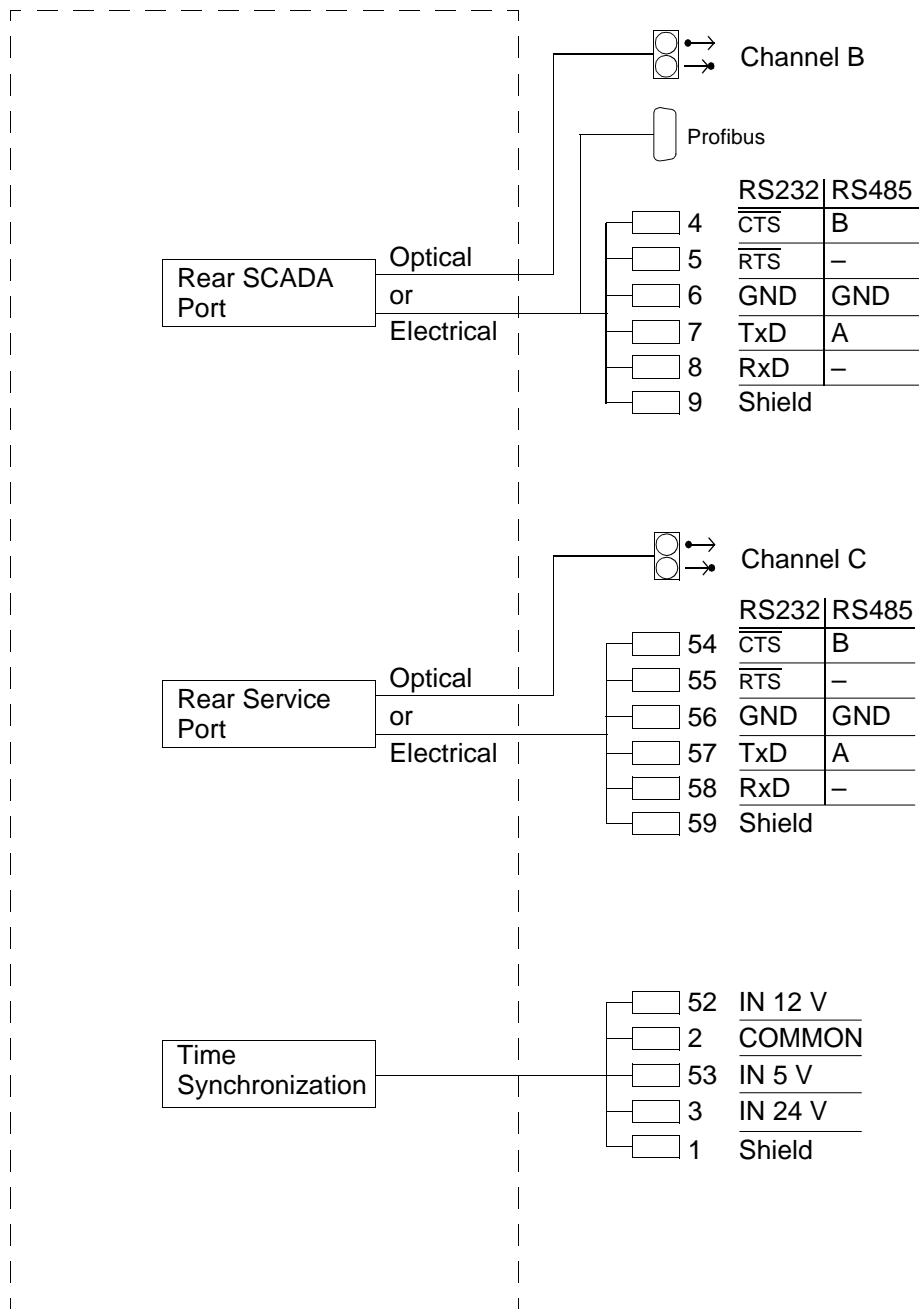 Channel B
Profibus
RS232 RS485
4 CTS B
5 RTS –
6 GND GND
7 TxD A
8 RxD –
9 Shield
Optical
Rear SCADA
or
Port
Electrical
Channel C
RS232 RS485
54 CTS B
55 RTS –
56 GND GND
57 TxD A
58 RxD –
59 Shield
Optical
Rear Service
or
Port
Electrical
52 IN 12 V
2 COMMON
53 IN 5 V
3 IN 24 V
1 Shield
Time
Synchronization